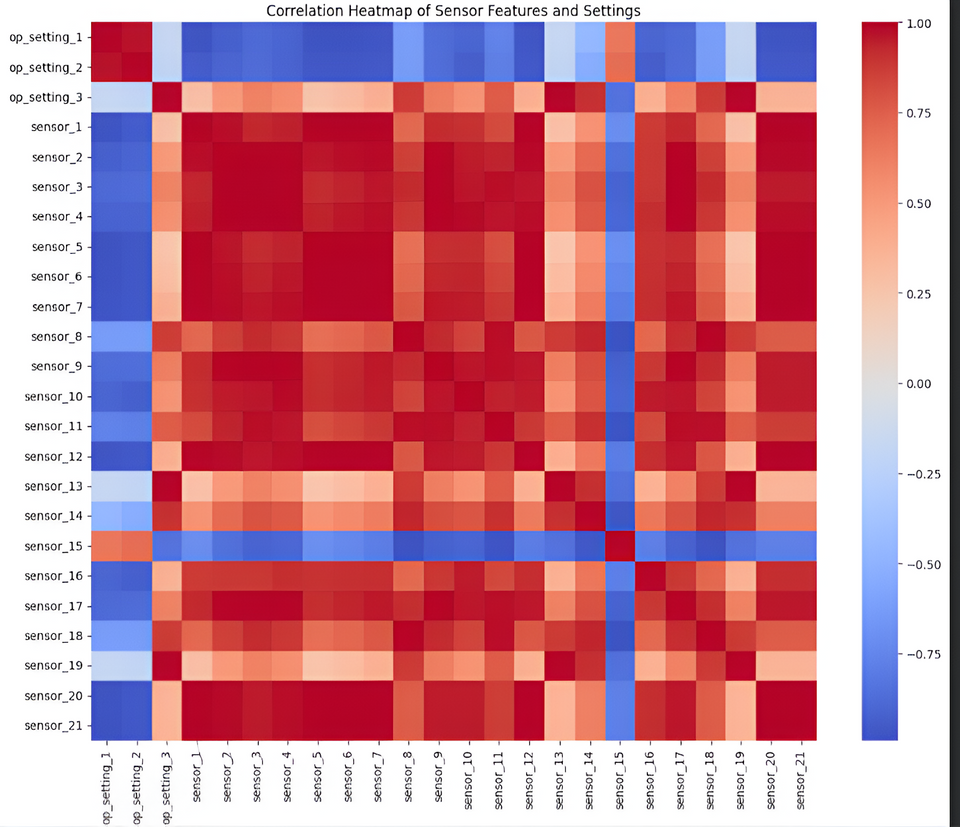 Correlation Heatmap of Sensor Features and Settings
op_setting_1
op_setting_2
op_setting_3
sensor_1
sensor_2
sensor_3
sensor_4
sensor_5
sensor_6
sensor_7
sensor_8
sensor_9
sensor_10
sensor_11
sensor_12
sensor_13
sensor_14
sensor_15
sensor_16
sensor_17
sensor_18
sensor_19
sensor_20
sensor_21
op_setting_1
op_setting_2
op_setting_3
sensor_1
sensor_2
sensor_3
sensor_4
sensor_5
sensor_6
sensor_7
sensor_8
sensor_9
sensor_10
sensor_11
sensor_12
sensor_13
sensor_14
sensor_15
sensor_16
sensor_17
sensor_18
sensor_19
sensor_20
sensor_21
1.00
0.75
0.50
0.25
0.00
−0.25
−0.50
−0.75